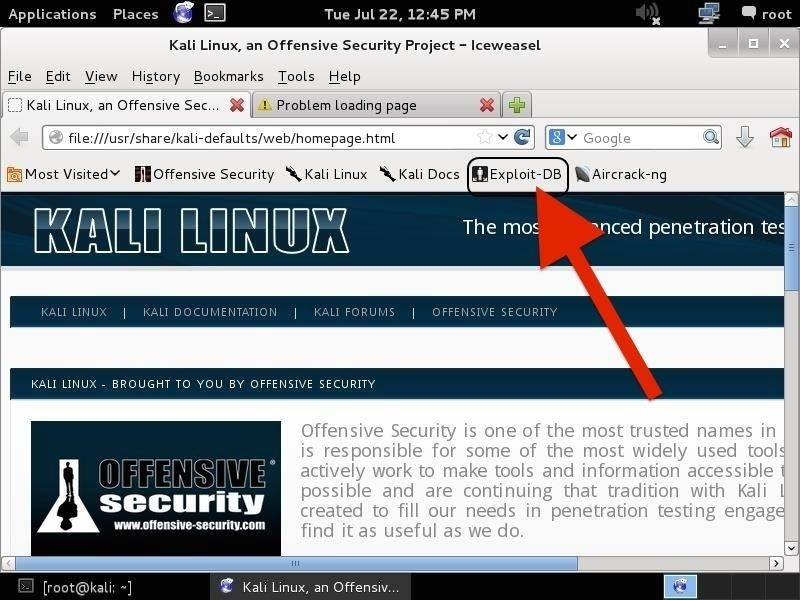 Applications Places Tue Jul 22, 12:45 PM root
Kali Linux, an Offensive Security Project - Iceweasel
File Edit View History Bookmarks Tools Help
Kali Linux, an Offensive Sec... Problem loading page
file:///usr/share/kali-defaults/web/homepage.html Google
Most Visited Offensive Security Kali Linux Kali Docs Exploit-DB Aircrack-ng
KALI LINUX The most penetration
KALI LINUX | KALI DOCUMENTATION | KALI FORUMS | OFFENSIVE SECURITY
KALI LINUX - BROUGHT TO YOU BY OFFENSIVE SECURITY
Offensive Security is one of the most trusted names in
is responsible for some of the most widely used tools
actively work to make tools and information accessible
possible and are continuing that tradition with Kali
created to fill our needs in penetration testing engage
find it as useful as we do.
OFFENSIVE®
security
www.offensive-security.com
[root@kali: ~] Kali Linux, an Offensiv...